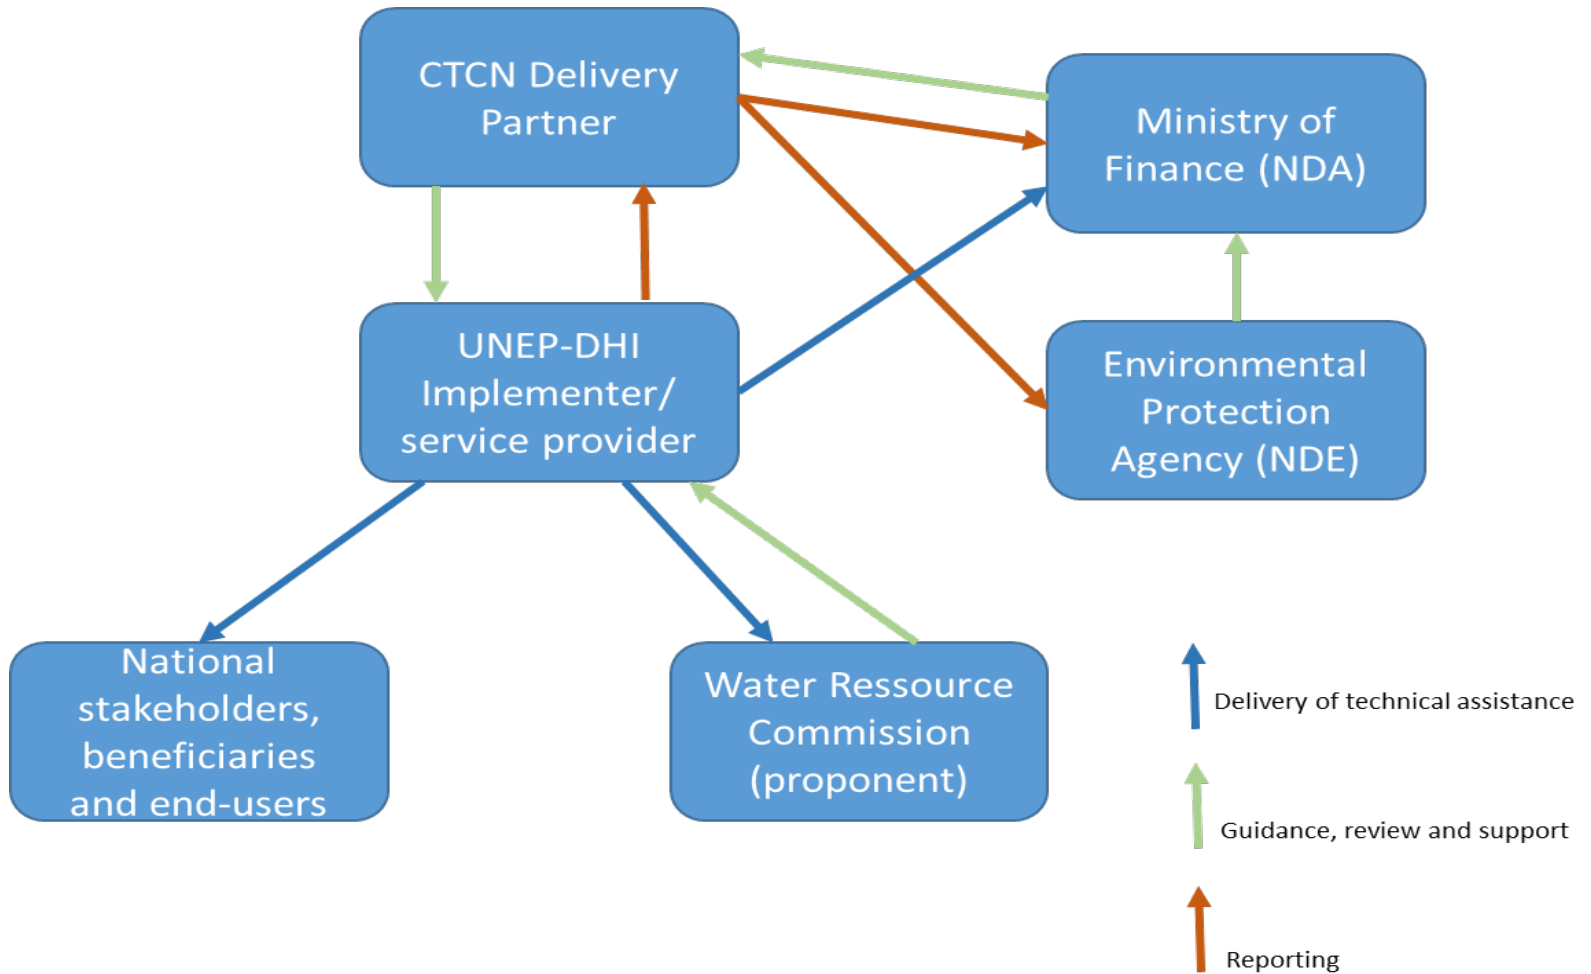 CTCN Delivery
Partner
Ministry of
Finance (NDA)
UNEP-DHI
Implementer/
service provider
Environmental
Protection
Agency (NDE)
National
stakeholders,
beneficiaries
and end-users
Water Ressource
Commission
(proponent)
Delivery of technical assistance
Guidance, review and support
Reporting